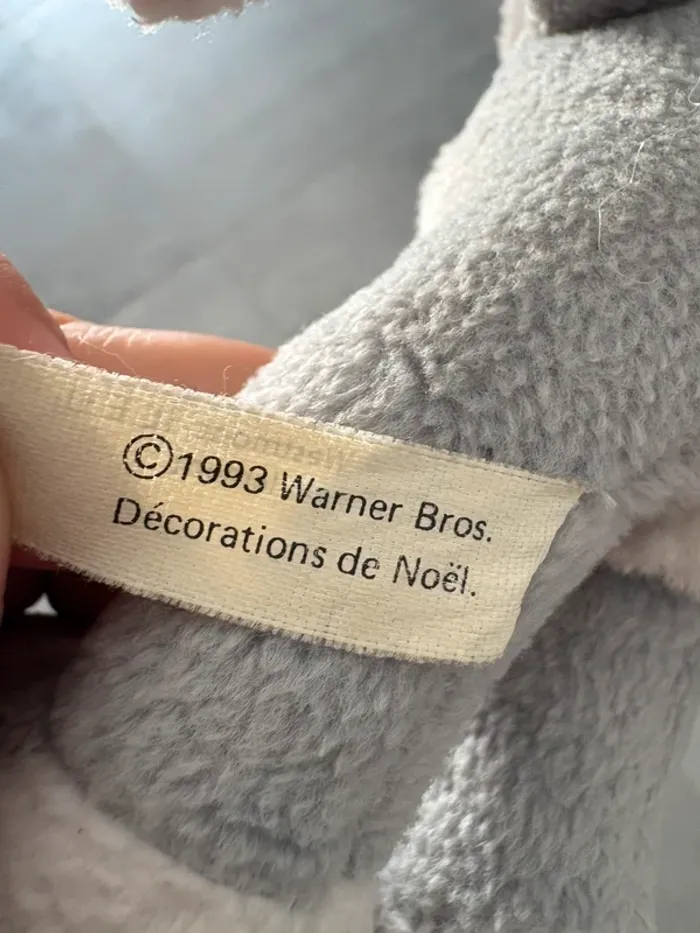 ©1993 Warner Bros.
Décorations de Noël.